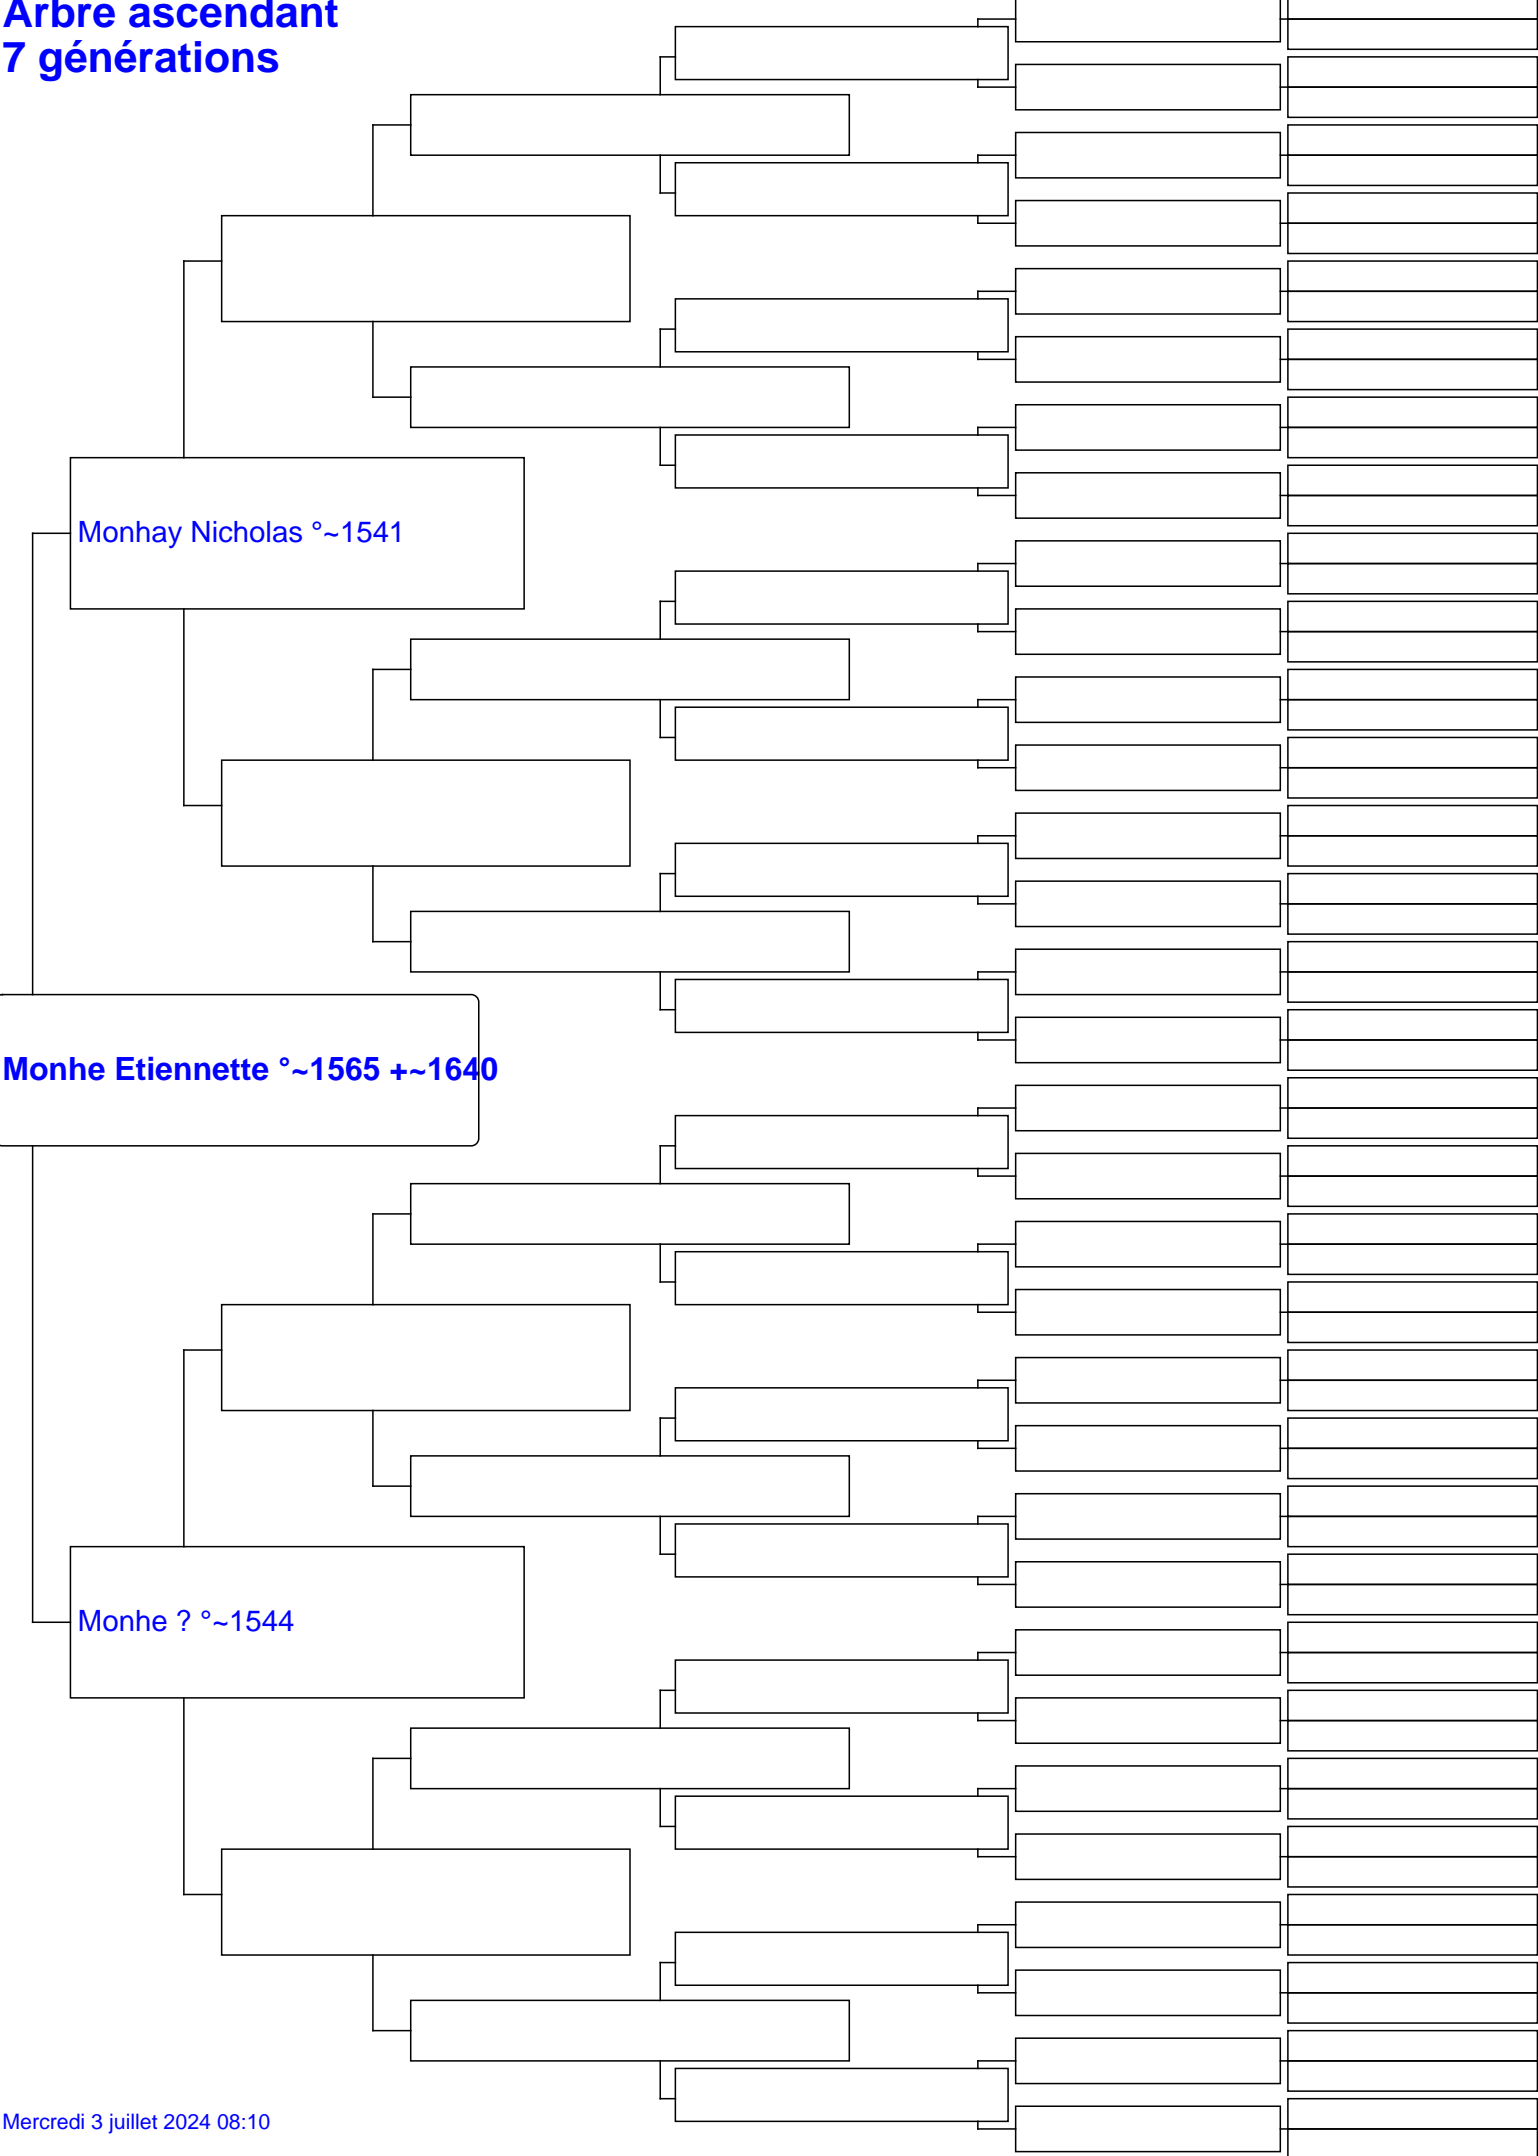 Arbre ascendant
7 générations
Monhay Nicholas °~1541
Monhe Etiennette °~1565 +~1640
Monhe ? °~1544
Mercredi 3 juillet 2024 08:10